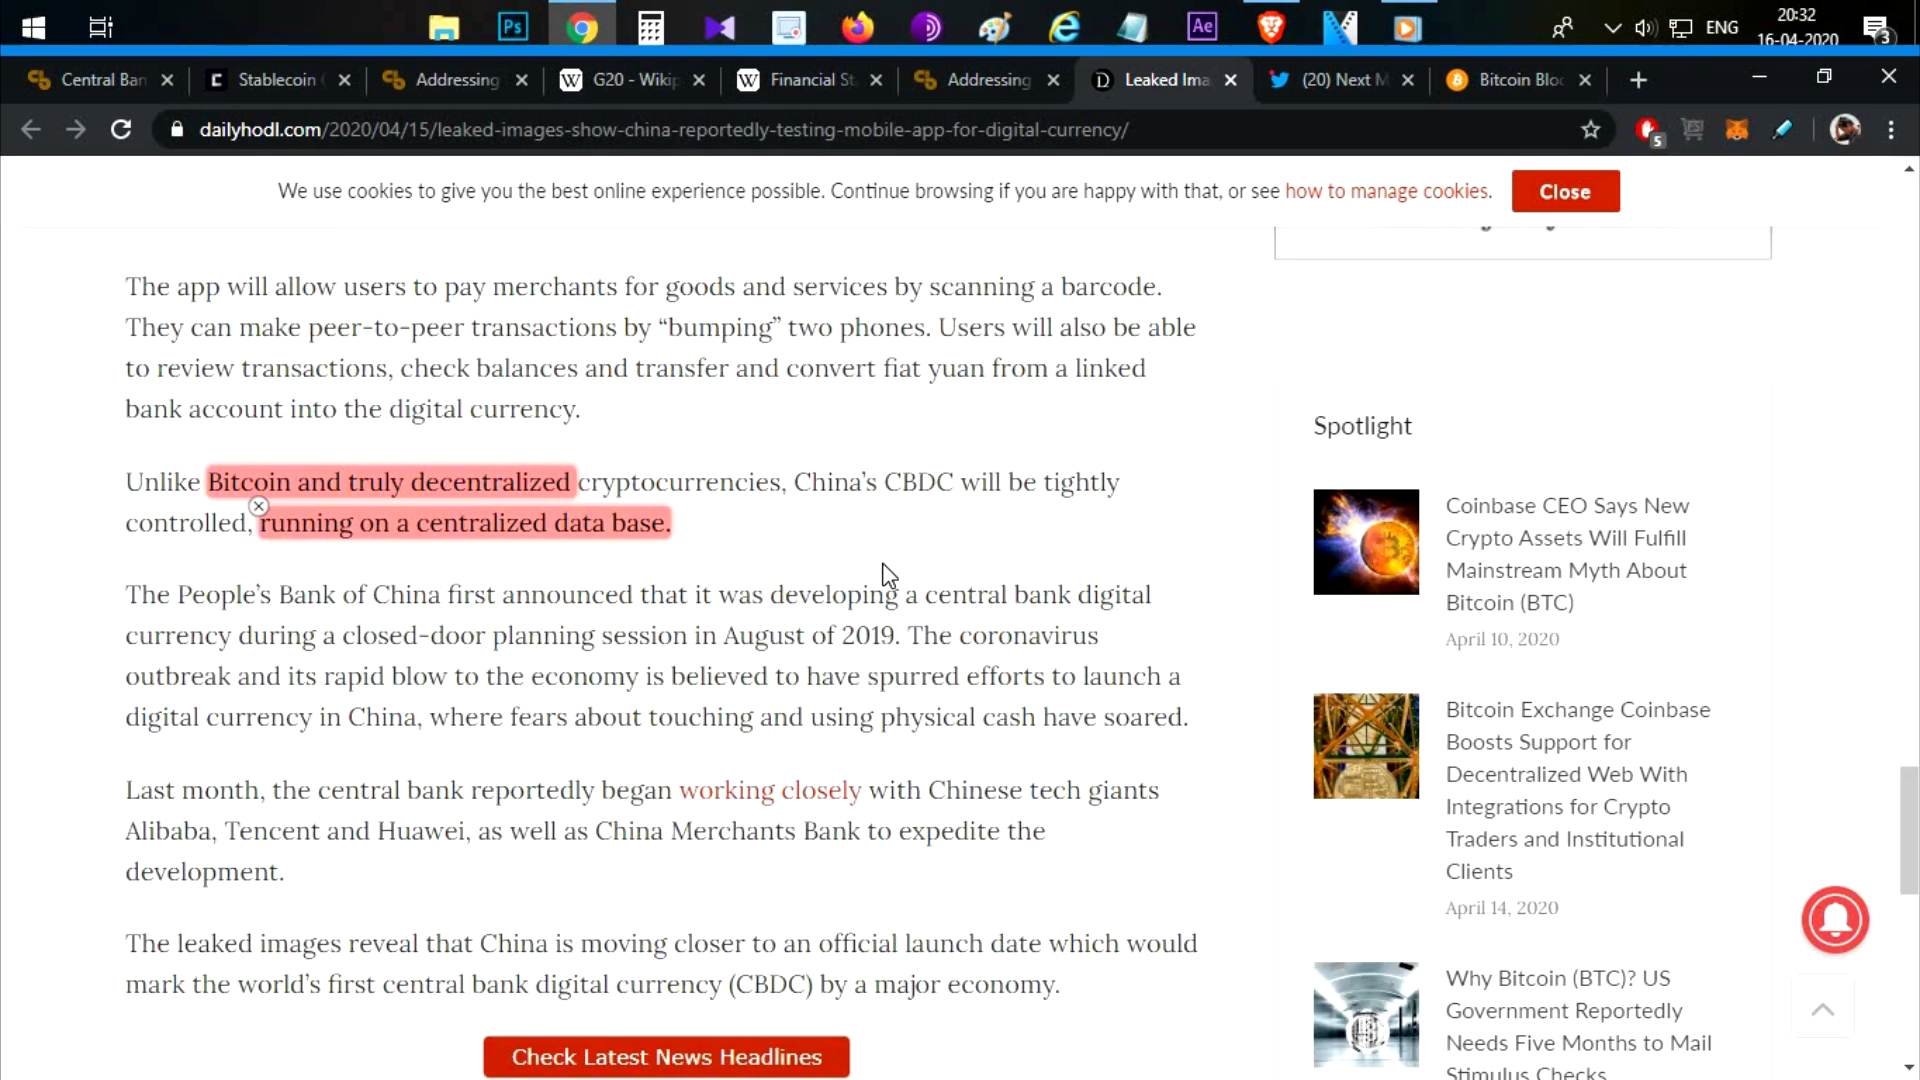 Ps
Ae
ENG
20:32
16-04-2020
3
Central Ban
Stablecoin
Addressing
G20 - Wikip
Financial St
Addressing
Leaked Ima
(20) Next M
Bitcoin Bloc
dailyhodl.com/2020/04/15/leaked-images-show-china-reportedly-testing-mobile-app-for-digital-currency/
5
We use cookies to give you the best online experience possible. Continue browsing if you are happy with that, or see how to manage cookies.
Close
The app will allow users to pay merchants for goods and services by scanning a barcode.
They can make peer-to-peer transactions by “bumping” two phones. Users will also be able
to review transactions, check balances and transfer and convert fiat yuan from a linked
bank account into the digital currency.
Unlike Bitcoin and truly decentralized cryptocurrencies, China’s CBDC will be tightly
controlled, running on a centralized data base.
The People’s Bank of China first announced that it was developing a central bank digital
currency during a closed-door planning session in August of 2019. The coronavirus
outbreak and its rapid blow to the economy is believed to have spurred efforts to launch a
digital currency in China, where fears about touching and using physical cash have soared.
Last month, the central bank reportedly began working closely with Chinese tech giants
Alibaba, Tencent and Huawei, as well as China Merchants Bank to expedite the
development.
The leaked images reveal that China is moving closer to an official launch date which would
mark the world’s first central bank digital currency (CBDC) by a major economy.
Check Latest News Headlines
Spotlight
Coinbase CEO Says New
Crypto Assets Will Fulfill
Mainstream Myth About
Bitcoin (BTC)
April 10, 2020
Bitcoin Exchange Coinbase
Boosts Support for
Decentralized Web With
Integrations for Crypto
Traders and Institutional
Clients
April 14, 2020
Why Bitcoin (BTC)? US
Government Reportedly
Needs Five Months to Mail
Stimulus Checks